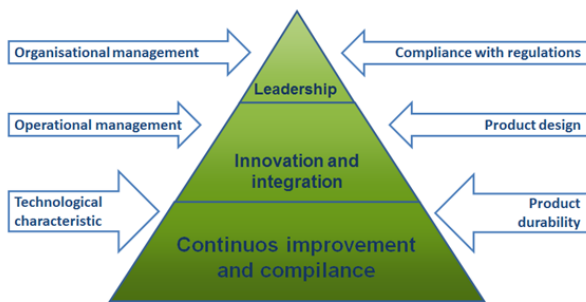 Organisational management
Compliance with regulations
Leadership
Operational management
Product design
Innovation and
integration
Technological
characteristic
Product
durability
Continuos improvement
and compilance